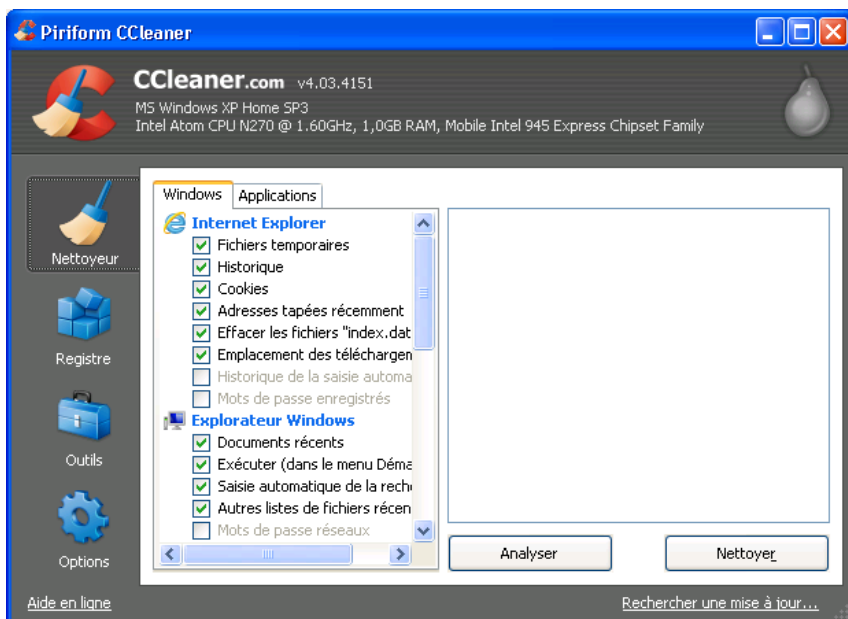 Piriform CCleaner
CCleaner.com v4.03.4151
MS Windows XP Home SP3
Intel Atom CPU N270 @ 1.60GHz, 1,0GB RAM, Mobile Intel 945 Express Chipset Family
Nettoyeur
Registre
Outils
Options
Windows Applications
Internet Explorer
Fichiers temporaires
Historique
Cookies
Adresses tapées récemment
Effacer les fichiers "index.dat
Emplacement des téléchargen
Historique de la saisie automa
Mots de passe enregistrés
Explorateur Windows
Documents récents
Exécuter (dans le menu Déma
Saisie automatique de la rech
Autres listes de fichiers récen
Mots de passe réseaux
Analyser
Nettoyer
Aide en ligne
Rechercher une mise à jour...